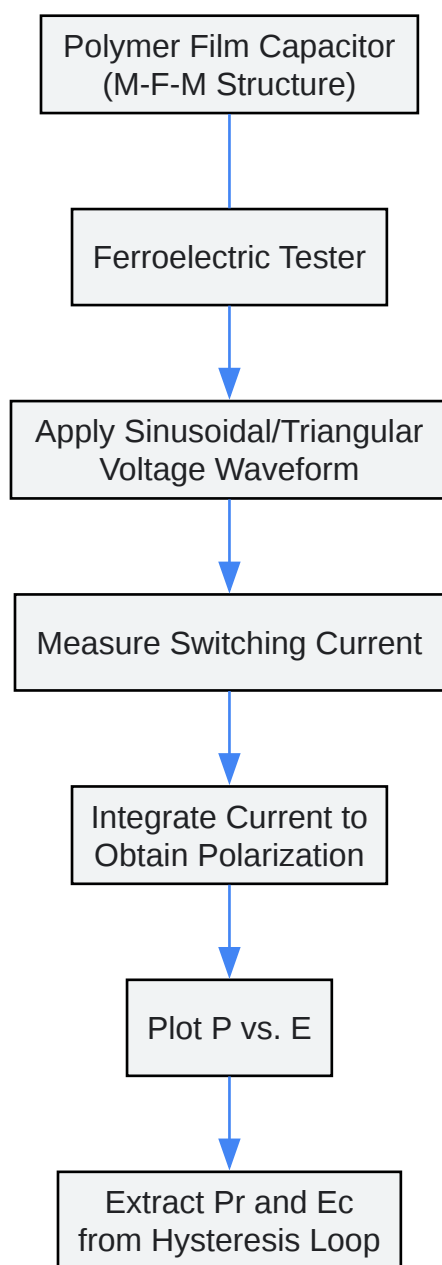 Polymer Film Capacitor
(M-F-M Structure)
Ferroelectric Tester
Apply Sinusoidal/Triangular
Voltage Waveform
Measure Switching Current
Integrate Current to
Obtain Polarization
Plot P vs. E
Extract Pr and Ec
from Hysteresis Loop